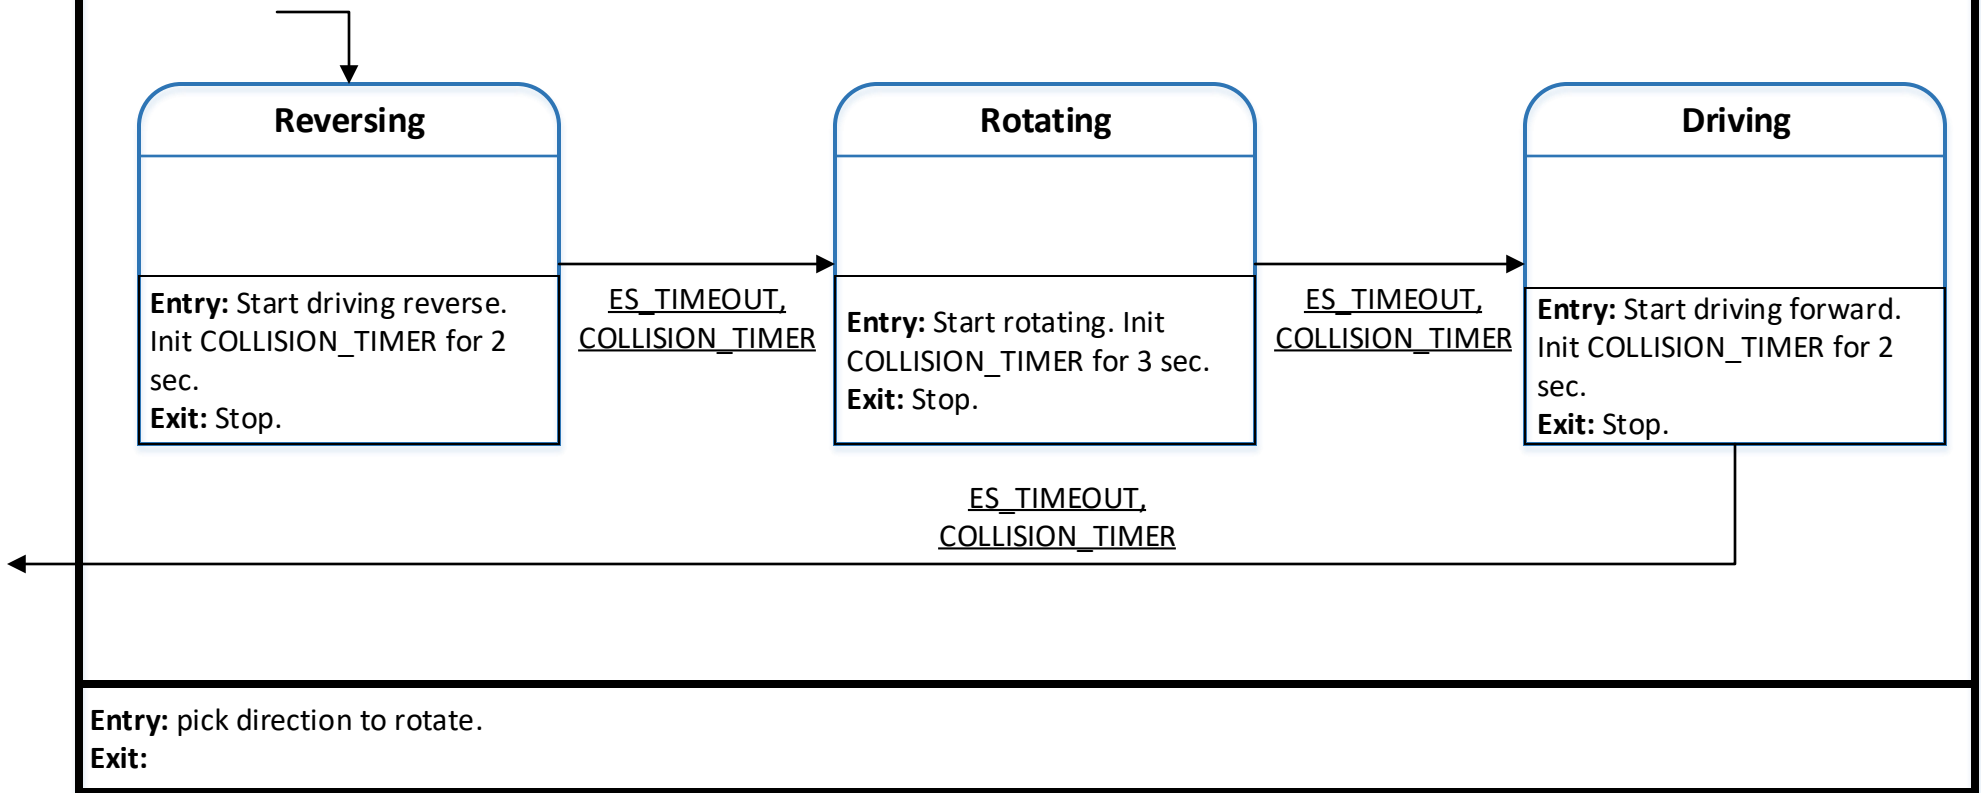 Reversing
Entry: Start driving reverse.
Init COLLISION_TIMER for 2
sec.
Exit: Stop.
ES_TIMEOUT,
COLLISION_TIMER
Rotating
Entry: Start rotating. Init
COLLISION_TIMER for 3 sec.
Exit: Stop.
ES_TIMEOUT,
COLLISION_TIMER
Driving
Entry: Start driving forward.
Init COLLISION_TIMER for 2
sec.
Exit: Stop.
ES_TIMEOUT,
COLLISION_TIMER
Entry: pick direction to rotate.
Exit: